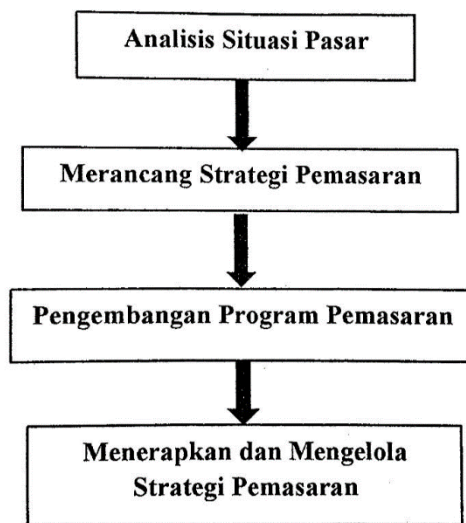 Analisis Situasi Pasar
Merancang Strategi Pemasaran
Pengembangan Program Pemasaran
Menerapkan dan Mengelola
Strategi Pemasaran